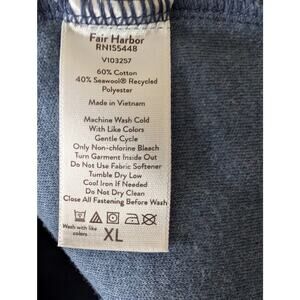 Fair Harbor
RN155448
V103257
60% Cotton
40% Seawool® Recycled
Polyester
Made in Vietnam
Machine Wash Cold
With Like Colors
Gentle Cycle
Only Non-chlorine Bleach
Turn Garment Inside Out
Do Not Use Fabric Softener
Tumble Dry Low
Cool Iron If Needed
Do Not Dry Clean
Close All Fastening Before Wash
Wash with like
colors
XL